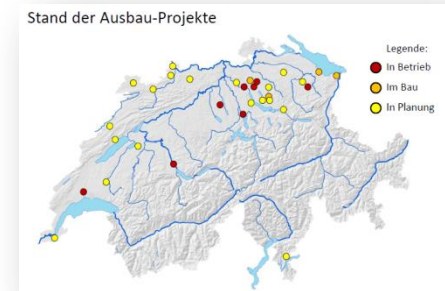 Stand der Ausbau-Projekte
Legende:
In Betrieb
Im Bau
In Planung